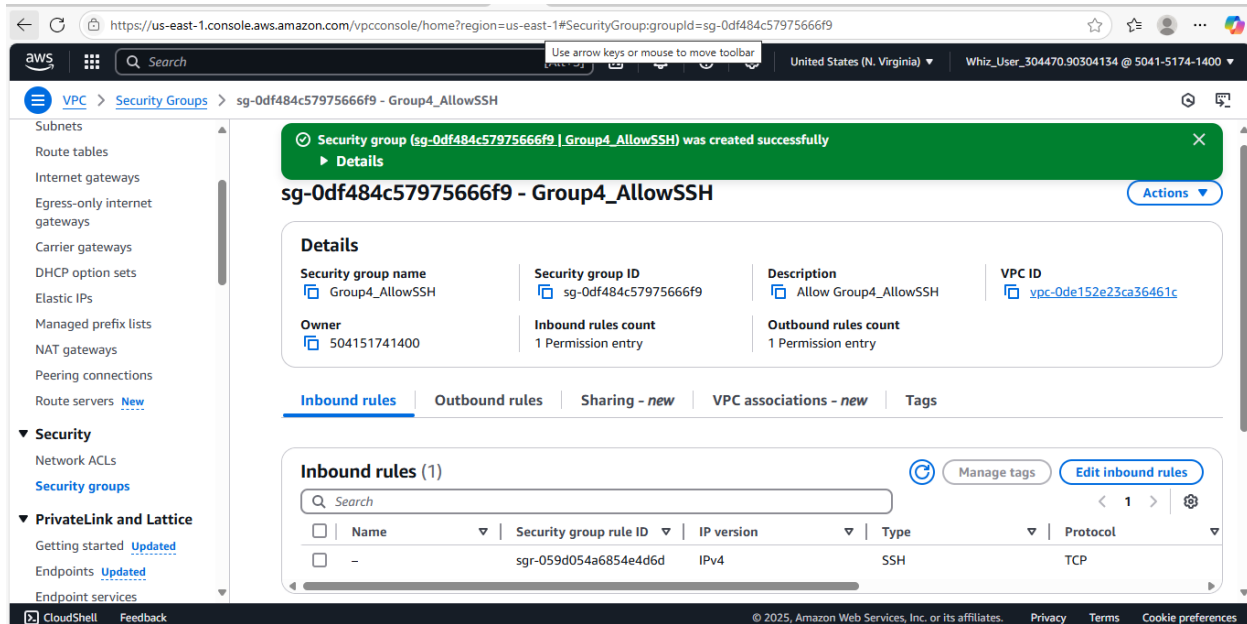 https://us-east-1.console.aws.amazon.com/vpcconsole/home?region=us-east-1#SecurityGroup:groupId=sg-0df484c57975666f9
Use arrow keys or mouse to move toolbar
aws Search United States (N. Virginia) Whiz_User_304470.90304134 @ 5041-5174-1400
VPC > Security Groups > sg-0df484c57975666f9 - Group4_AllowSSH
Subnets
Route tables
Internet gateways
Egress-only internet
gateways
Carrier gateways
DHCP option sets
Elastic IPs
Managed prefix lists
NAT gateways
Peering connections
Route servers New
Security
Network ACLs
Security groups
PrivateLink and Lattice
Getting started Updated
Endpoints Updated
Endpoint services
Security group (sg-0df484c57975666f9 | Group4_AllowSSH) was created successfully
Details
sg-0df484c57975666f9 - Group4_AllowSSH
Actions
Details
Security group name Security group ID Description VPC ID
Group4_AllowSSH sg-0df484c57975666f9 Allow Group4_AllowSSH vpc-0de152e23ca36461c
Owner Inbound rules count Outbound rules count
504151741400 1 Permission entry 1 Permission entry
Inbound rules Outbound rules Sharing - new VPC associations - new Tags
Inbound rules (1) Manage tags Edit inbound rules
Search < 1 >
Name Security group rule ID IP version Type Protocol
– sgr-059d054a6854e4d6d IPv4 SSH TCP
CloudShell Feedback © 2025, Amazon Web Services, Inc. or its affiliates. Privacy Terms Cookie preferences